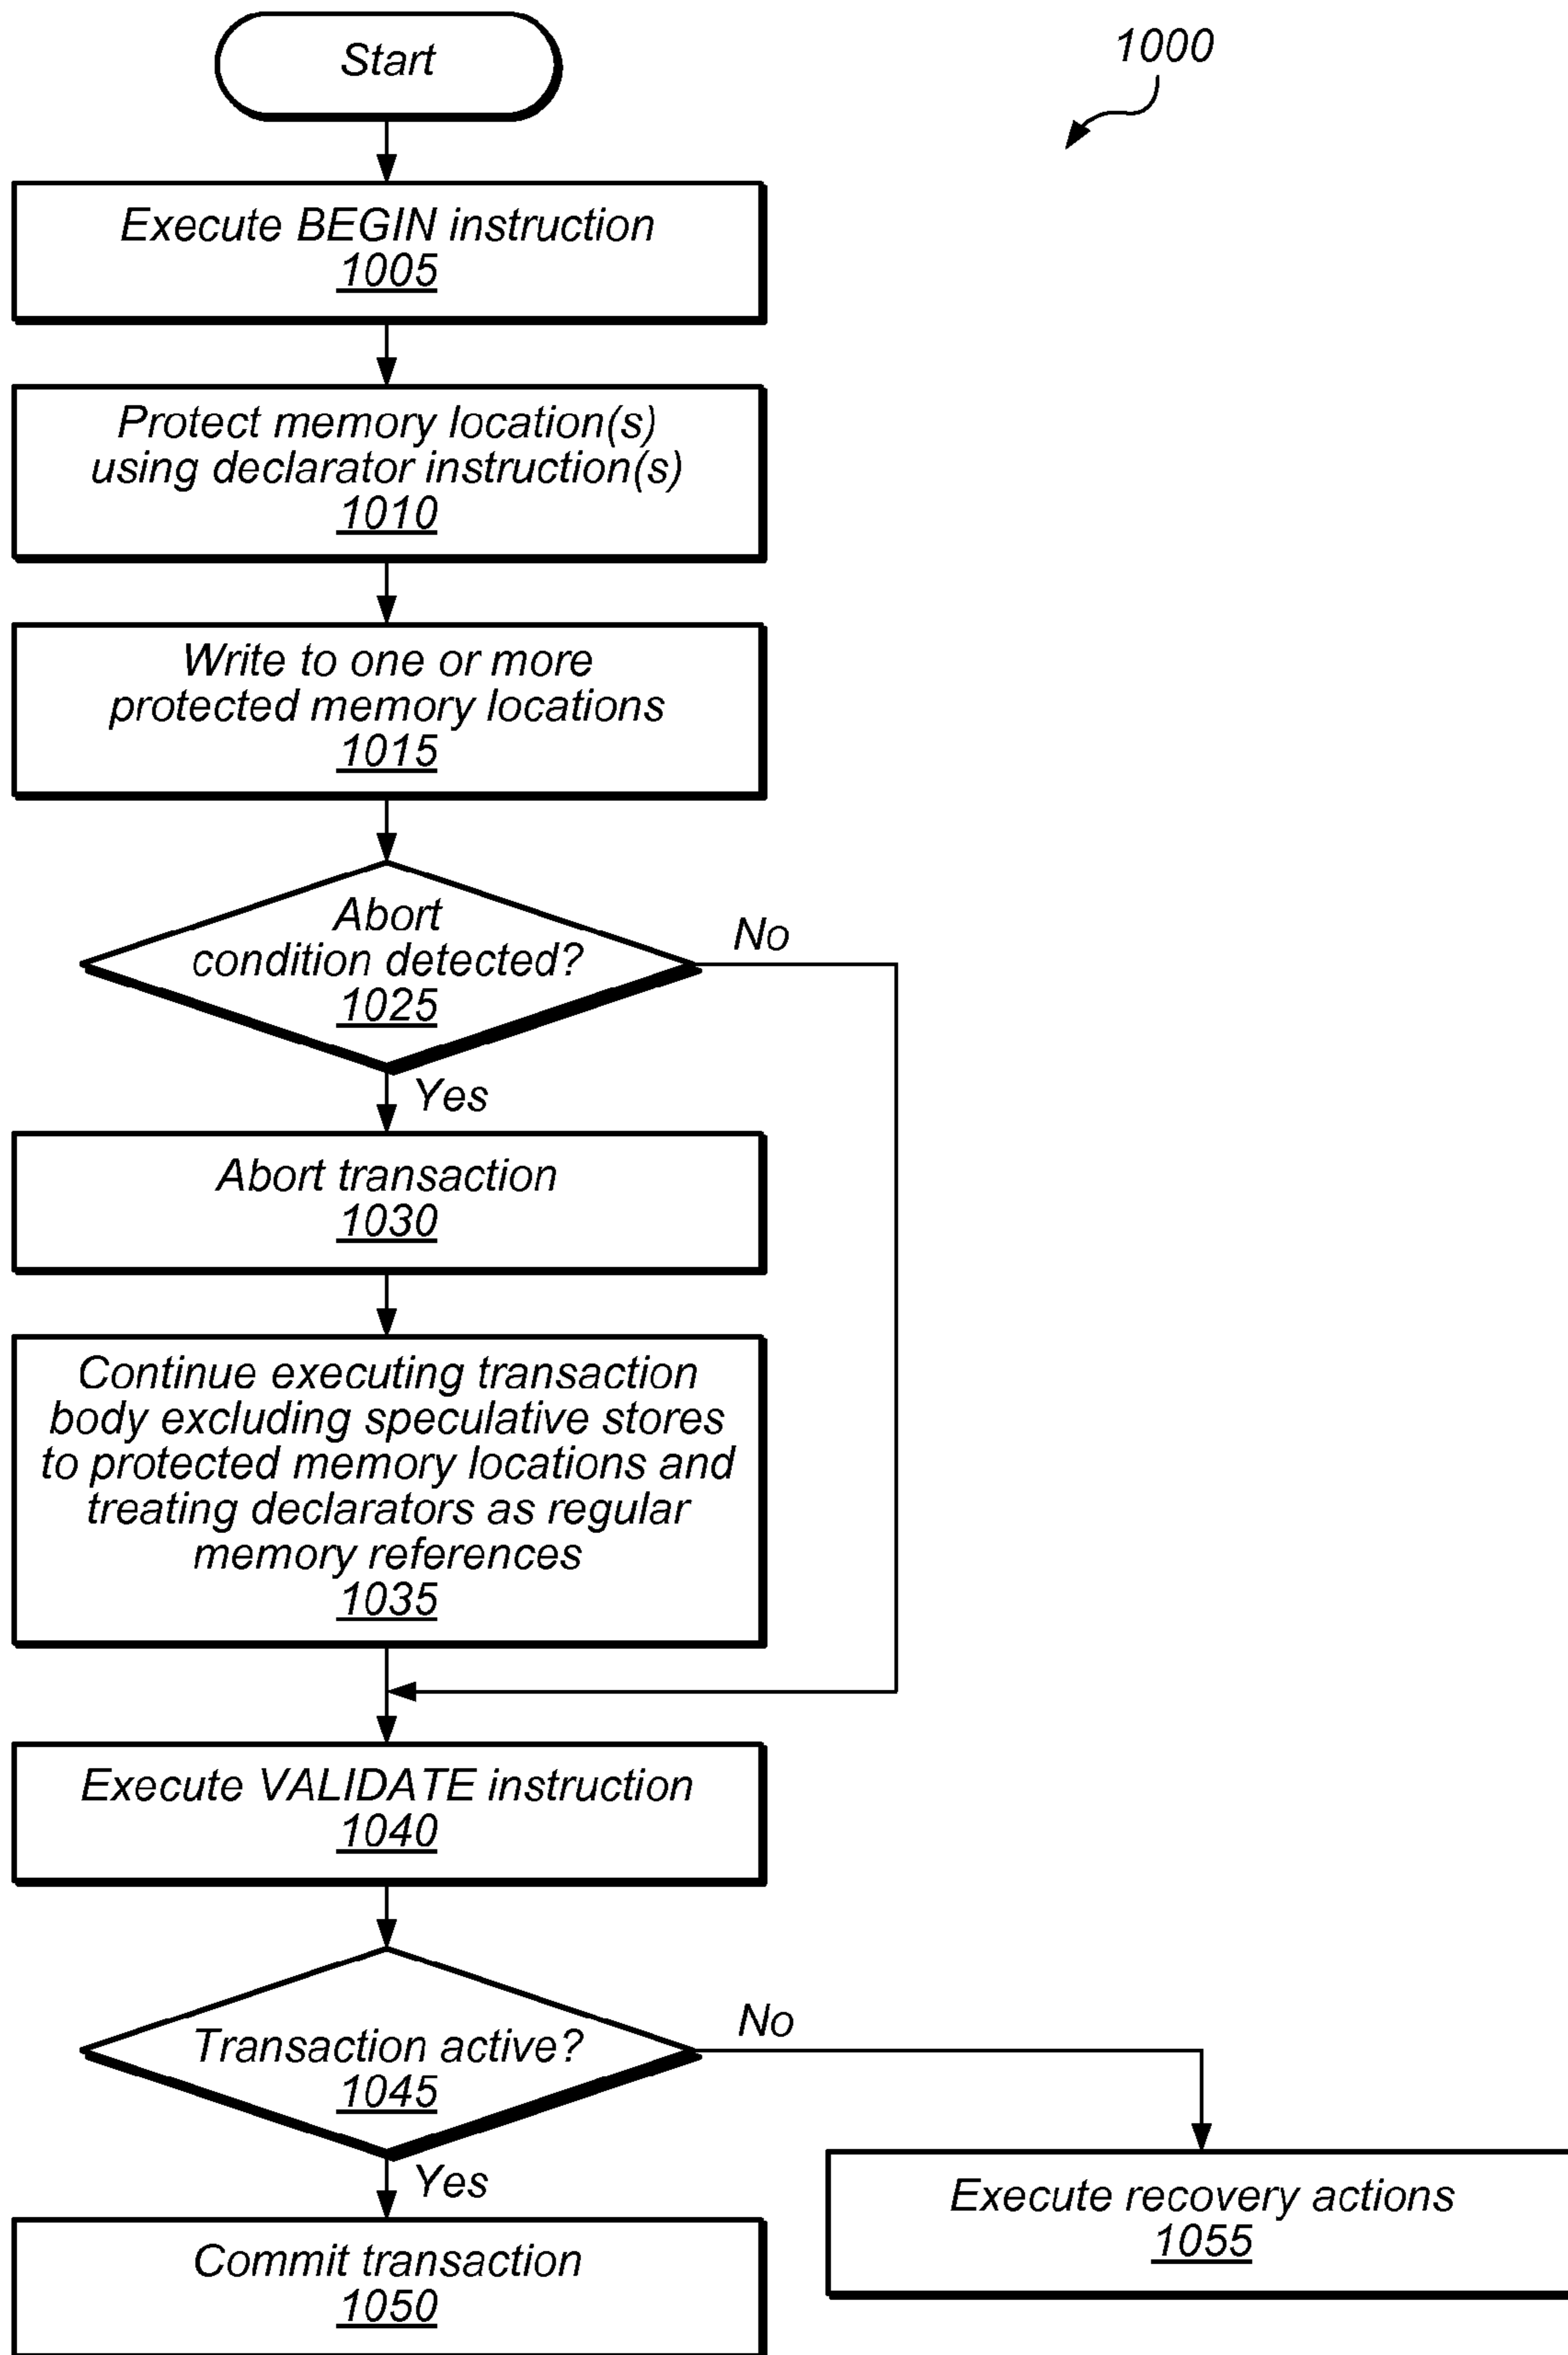 Start
1000
Execute BEGIN instruction
1005
Protect memory location(s)
using declarator instruction(s)
1010
Write to one or more
protected memory locations
1015
Abort
condition detected?
1025
No
Yes
Abort transaction
1030
Continue executing transaction
body excluding speculative stores
to protected memory locations and
treating declarators as regular
memory references
1035
Execute VALIDATE instruction
1040
Transaction active?
1045
No
Yes
Execute recovery actions
1055
Commit transaction
1050